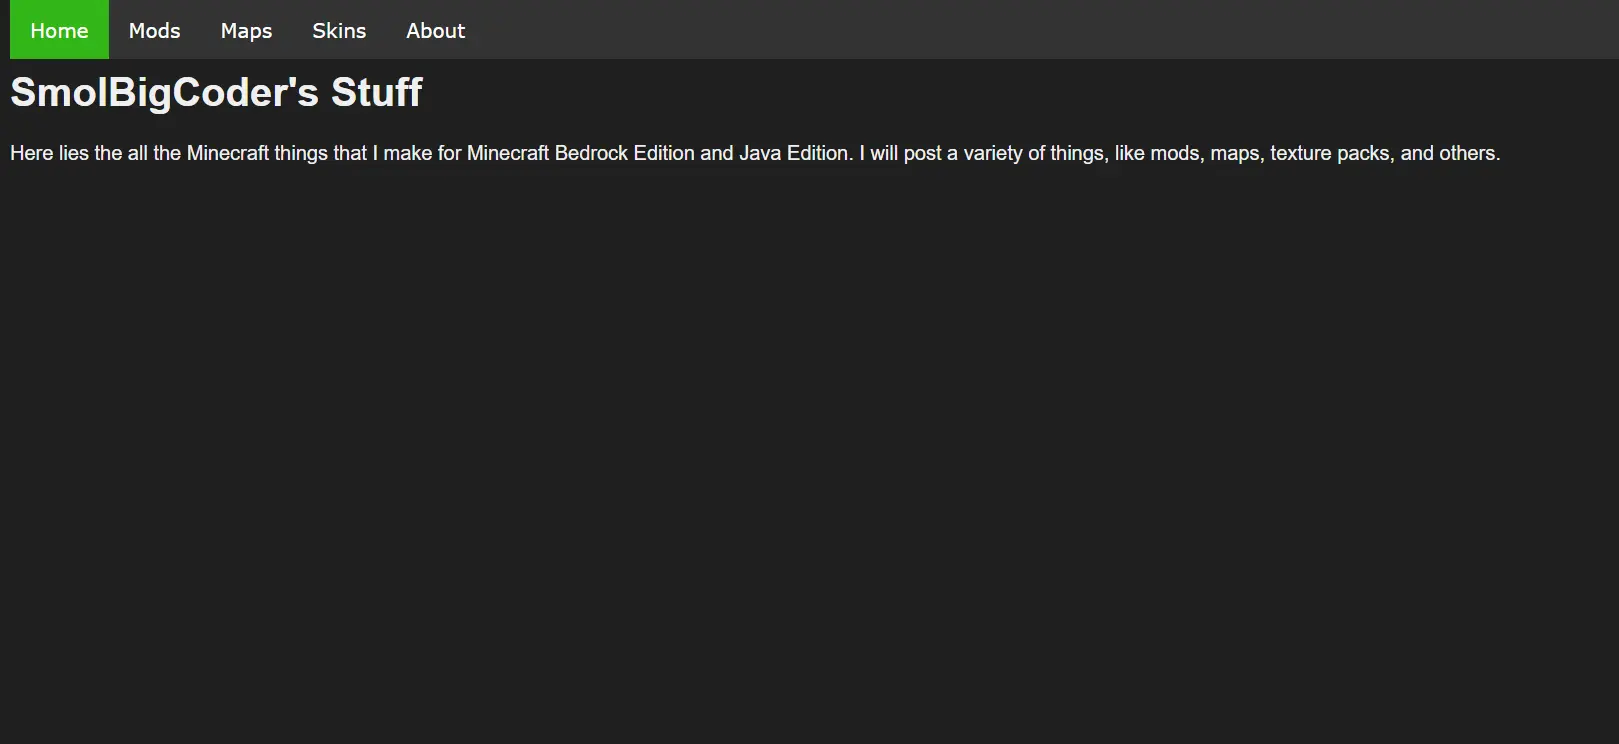 Home Mods Maps Skins About
SmolBigCoder's Stuff
Here lies the all the Minecraft things that I make for Minecraft Bedrock Edition and Java Edition. I will post a variety of things, like mods, maps, texture packs, and others.